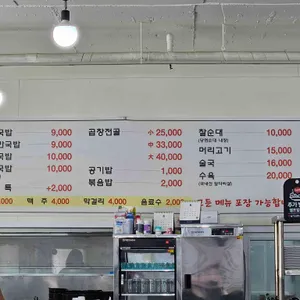 국밥 9,000
국밥 9,000
국밥 10,000
국밥 10,000
특 +2,000
곱창전골 小 25,000
中 33,000
大 40,000
공기밥 1,000
볶음밥 2,000
찰순대 10,000
머리고기 15,000
술국 16,000
수육 20,000
4,000 맥 주 4,000 막걸리 4,000 음료수 2,000 모든 메뉴 포장 가능합